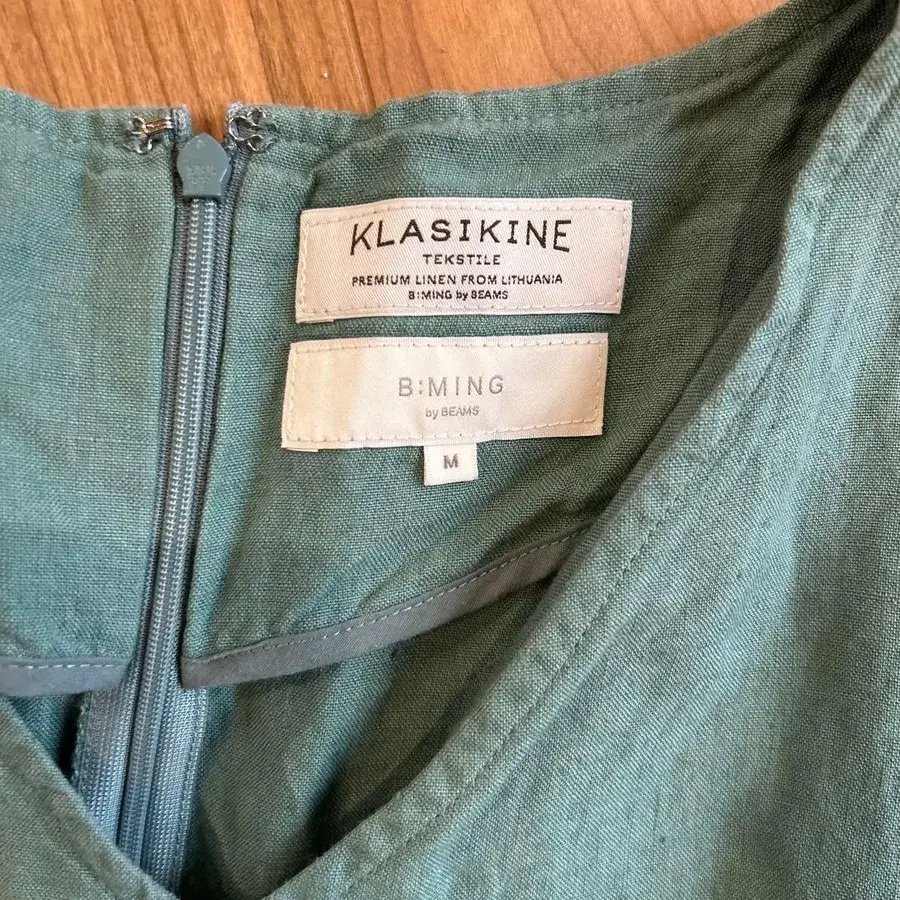 KLASIKINE
TEKSTILE
PREMIUM LINEN FROM LITHUANIA
B:MING by BEAMS
B:MING
by BEAMS
M